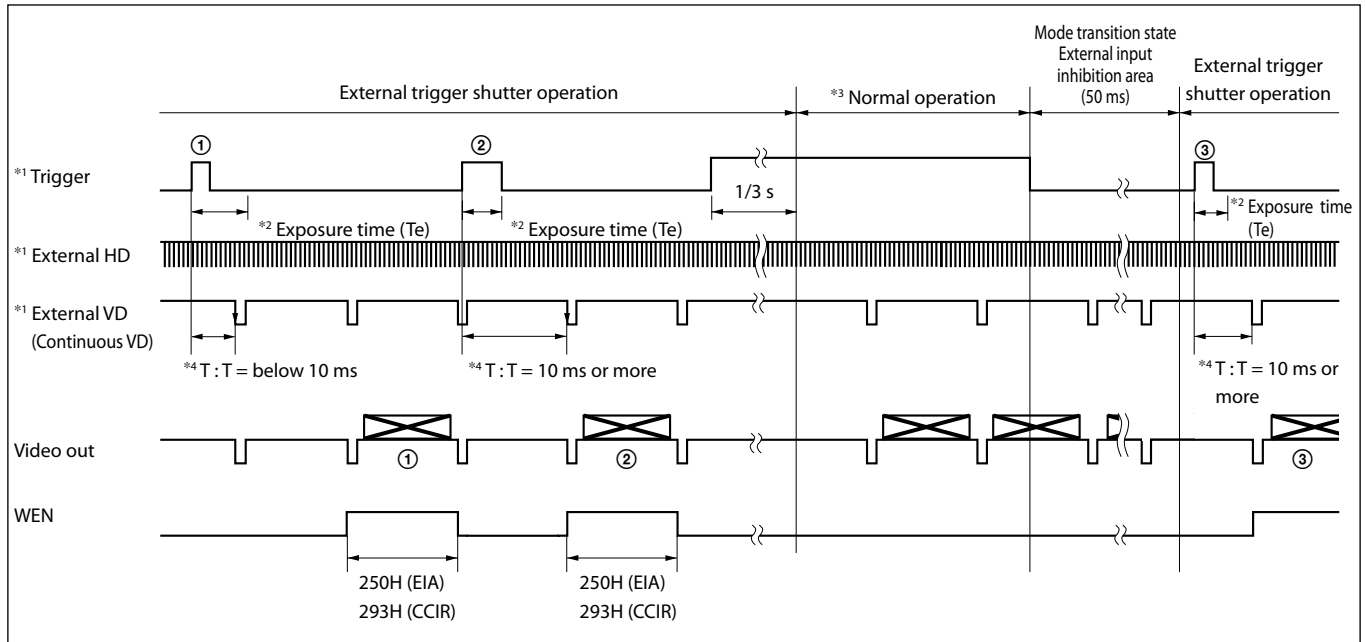 Mode transition state
External input
inhibition area
(50 ms)
External trigger shutter operation
*3 Normal operation
External trigger
shutter operation
① ② ③
*1 Trigger
1/3 s
*2 Exposure time (Te)
*2 Exposure time (Te)
*2 Exposure time
(Te)
*1 External HD
*1 External VD
(Continuous VD)
*4 T : T = below 10 ms
*4 T : T = 10 ms or more
*4 T : T = 10 ms or
more
Video out
① ② ③
WEN
250H (EIA)
293H (CCIR)
250H (EIA)
293H (CCIR)